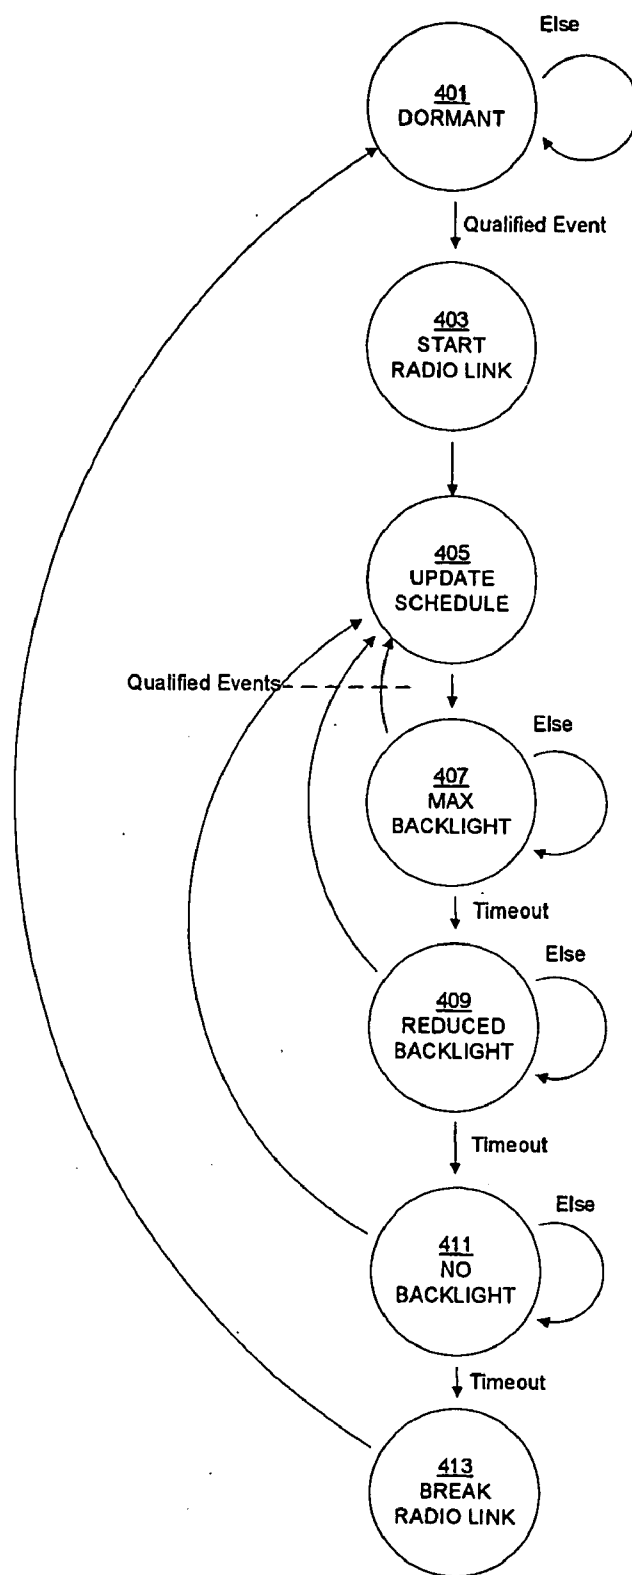 Else
401
DORMANT
Qualified Event
403
START
RADIO LINK
405
UPDATE
SCHEDULE
Qualified Events
Else
407
MAX
BACKLIGHT
Timeout
Else
409
REDUCED
BACKLIGHT
Timeout
Else
411
NO
BACKLIGHT
Timeout
413
BREAK
RADIO LINK